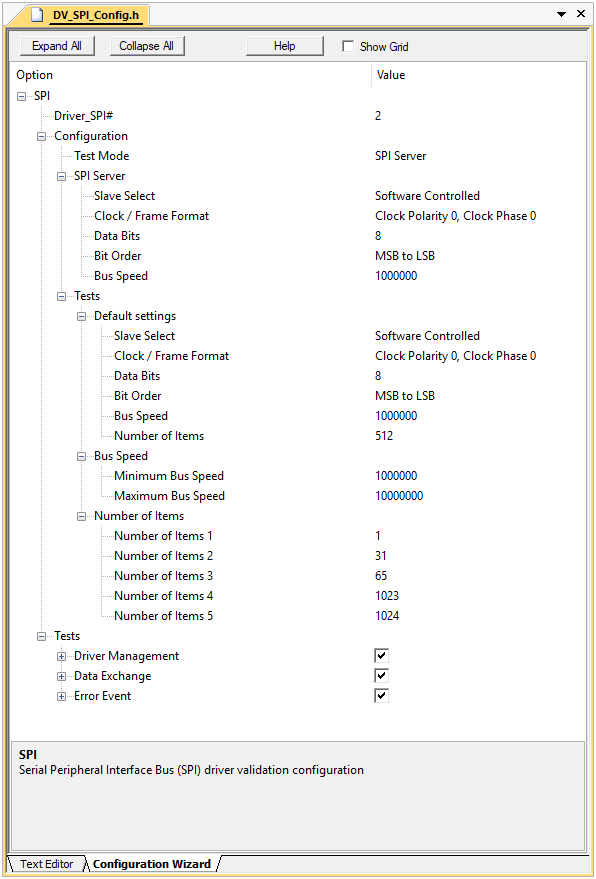 DV_SPI_Config.h
Expand All Collapse All Help Show Grid
Option Value
SPI
Driver_SPI# 2
Configuration
Test Mode SPI Server
SPI Server
Slave Select Software Controlled
Clock / Frame Format Clock Polarity 0, Clock Phase 0
Data Bits 8
Bit Order MSB to LSB
Bus Speed 1000000
Tests
Default settings
Slave Select Software Controlled
Clock / Frame Format Clock Polarity 0, Clock Phase 0
Data Bits 8
Bit Order MSB to LSB
Bus Speed 1000000
Number of Items 512
Bus Speed
Minimum Bus Speed 1000000
Maximum Bus Speed 10000000
Number of Items
Number of Items 1 1
Number of Items 2 31
Number of Items 3 65
Number of Items 4 1023
Number of Items 5 1024
Tests
Driver Management
Data Exchange
Error Event
SPI
Serial Peripheral Interface Bus (SPI) driver validation configuration
Text Editor Configuration Wizard